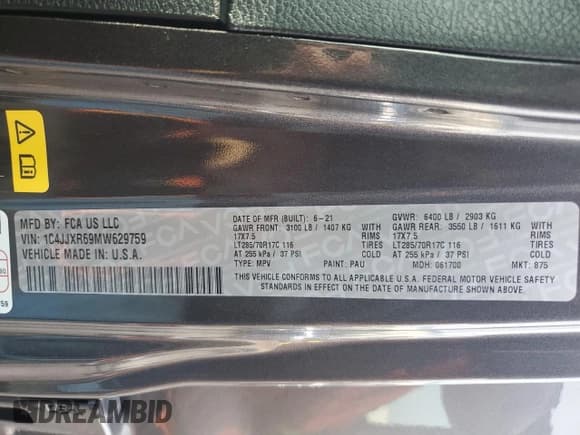 MFD BY: FCA US LLC
VIN: 1C4JJXR69MW629759
VEHICLE MADE IN: U.S.A.
DATE OF MFR (BUILT): 6-21
GAWR FRONT: 3100 LB / 1407 KG WITH
17X7.5 RIMS
LT285/70R17C 116 TIRES
AT 255 kPa / 37 PSI COLD
TYPE: MPV PAINT: PAU
GVWR: 6400 LB / 2903 KG
GAWR REAR: 3550 LB / 1611 KG WITH
17X7.5 RIMS
LT285/70R17C 116 TIRES
AT 255 kPa / 37 PSI COLD
MDH: 061700 MKT: 875
THIS VEHICLE CONFORMS TO ALL APPLICABLE U.S.A. FEDERAL MOTOR VEHICLE SAFETY
STANDARDS IN EFFECT ON THE DATE OF MANUFACTURE SHOWN ABOVE.
DREAMBID